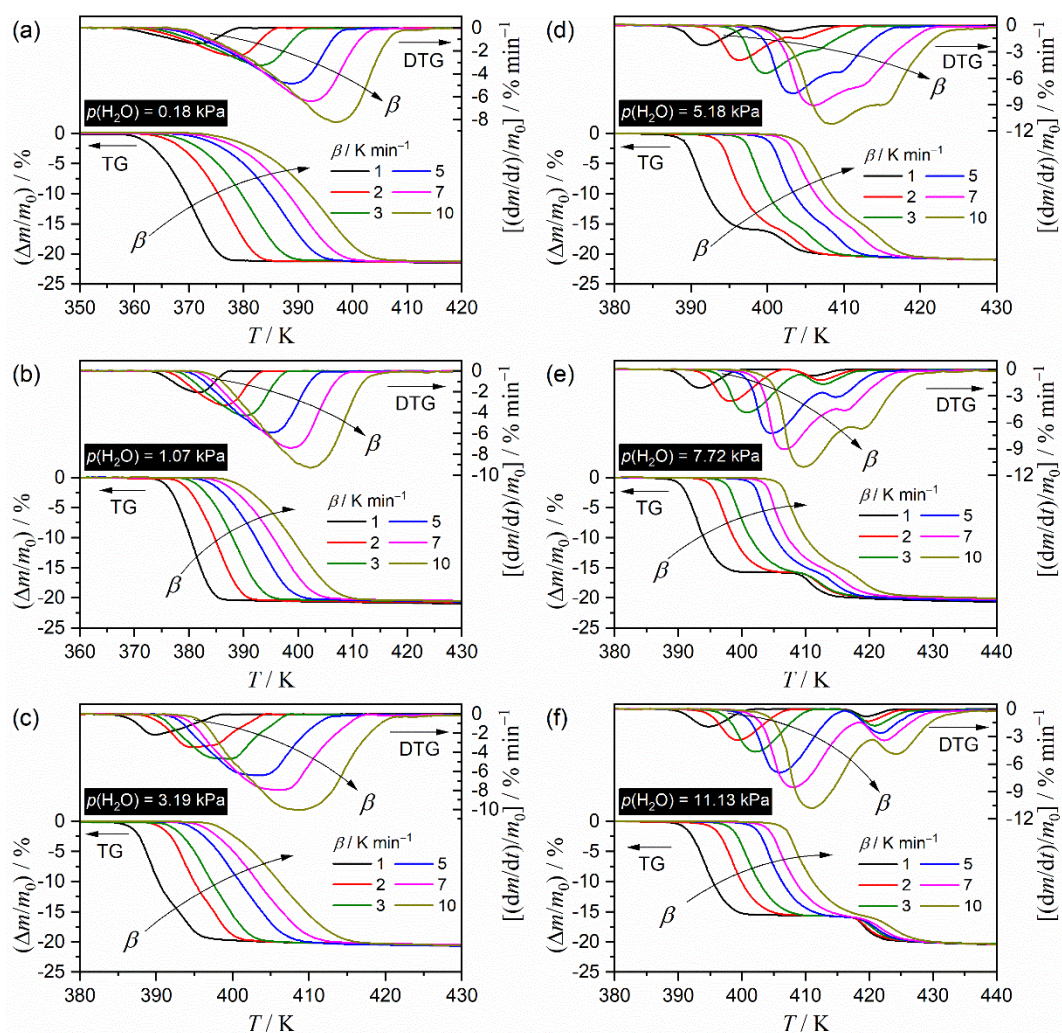 (a)
0
-2
-4
-6
-8
DTG
β
p(H₂O) = 0.18 kPa
[(dm/dt)/m₀] / % min⁻¹
0
-5
-10
-15
-20
-25
(Δm/m₀) / %
TG
β / K min⁻¹
1 5
2 7
3 10
β
350 360 370 380 390 400 410 420
T / K
(b)
0
-2
-4
-6
-8
-10
DTG
β
p(H₂O) = 1.07 kPa
[(dm/dt)/m₀] / % min⁻¹
0
-5
-10
-15
-20
-25
(Δm/m₀) / %
TG
β / K min⁻¹
1 5
2 7
3 10
β
360 370 380 390 400 410 420 430
T / K
(c)
0
-2
-4
-6
-8
-10
DTG
β
p(H₂O) = 3.19 kPa
[(dm/dt)/m₀] / % min⁻¹
0
-5
-10
-15
-20
-25
(Δm/m₀) / %
TG
β / K min⁻¹
1 5
2 7
3 10
β
380 390 400 410 420 430
T / K
(d)
0
-3
-6
-9
-12
DTG
β
p(H₂O) = 5.18 kPa
[(dm/dt)/m₀] / % min⁻¹
0
-5
-10
-15
-20
-25
(Δm/m₀) / %
TG
β / K min⁻¹
1 5
2 7
3 10
β
380 390 400 410 420 430
T / K
(e)
0
-3
-6
-9
-12
DTG
β
p(H₂O) = 7.72 kPa
[(dm/dt)/m₀] / % min⁻¹
0
-5
-10
-15
-20
-25
(Δm/m₀) / %
TG
β / K min⁻¹
1 5
2 7
3 10
β
380 390 400 410 420 430 440
T / K
(f)
0
-3
-6
-9
-12
DTG
β
p(H₂O) = 11.13 kPa
[(dm/dt)/m₀] / % min⁻¹
0
-5
-10
-15
-20
-25
(Δm/m₀) / %
TG
β / K min⁻¹
1 5
2 7
3 10
β
380 390 400 410 420 430 440
T / K